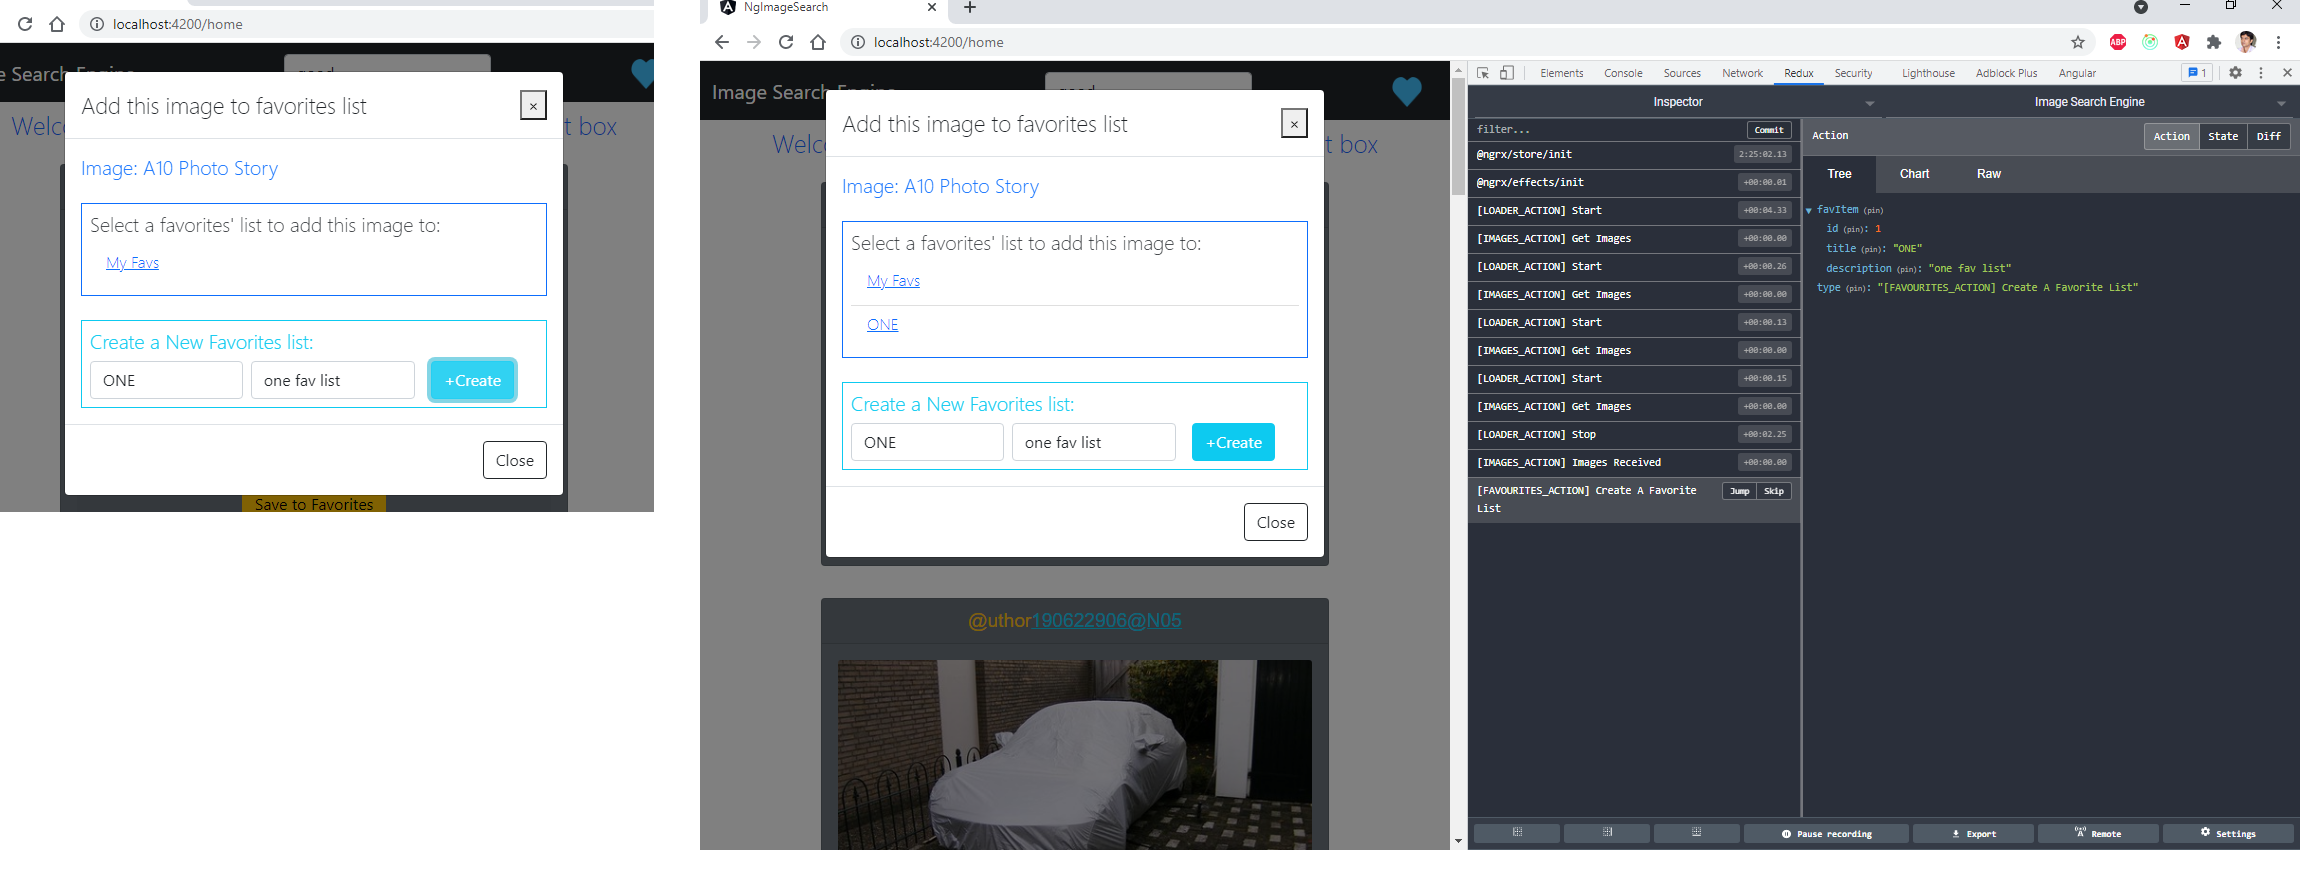 localhost:4200/home
e Search Engine
good
Add this image to favorites list
×
Welc
t box
Image: A10 Photo Story
Select a favorites' list to add this image to:
My Favs
Create a New Favorites list:
ONE
one fav list
+Create
Close
Save to Favorites
NgImageSearch
localhost:4200/home
ABP
Image Search Engine
good
Add this image to favorites list
×
Welc
t box
Image: A10 Photo Story
Select a favorites' list to add this image to:
My Favs
ONE
Create a New Favorites list:
ONE
one fav list
+Create
Close
@uthor190622906@N05
Elements Console Sources Network Redux Security Lighthouse Adblock Plus Angular 1
Inspector
Image Search Engine
filter... Commit
@ngrx/store/init 2:25:02.13
@ngrx/effects/init +00:00.01
[LOADER_ACTION] Start +00:04.33
[IMAGES_ACTION] Get Images +00:00.00
[LOADER_ACTION] Start +00:00.26
[IMAGES_ACTION] Get Images +00:00.00
[LOADER_ACTION] Start +00:00.13
[IMAGES_ACTION] Get Images +00:00.00
[LOADER_ACTION] Start +00:00.15
[IMAGES_ACTION] Get Images +00:00.00
[LOADER_ACTION] Stop +00:02.25
[IMAGES_ACTION] Images Received +00:00.00
[FAVOURITES_ACTION] Create A Favorite Jump Skip
List
Action
Action State Diff
Tree Chart Raw
favItem (pin)
id (pin): 1
title (pin): "ONE"
description (pin): "one fav list"
type (pin): "[FAVOURITES_ACTION] Create A Favorite List"
Pause recording Export Remote Settings